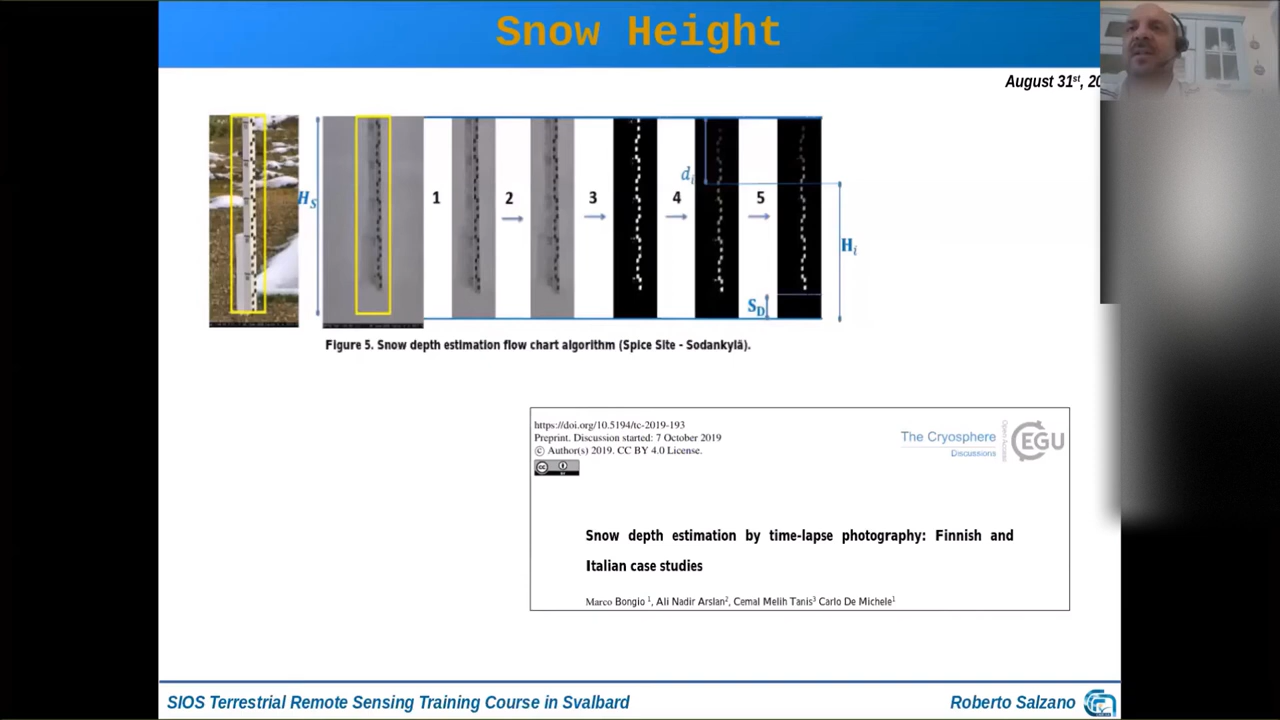 Snow Height
August 31st, 20
HS
1
2
3
4
5
di
Hi
SD
Figure 5. Snow depth estimation flow chart algorithm (Spice Site - Sodankylä).
https://doi.org/10.5194/tc-2019-193
Preprint. Discussion started: 7 October 2019
© Author(s) 2019. CC BY 4.0 License.
The Cryosphere
Discussions
Open Access
EGU
Snow depth estimation by time-lapse photography: Finnish and
Italian case studies
Marco Bongio 1, Ali Nadir Arslan2, Cemal Melih Tanis3 Carlo De Michele1
SIOS Terrestrial Remote Sensing Training Course in Svalbard
Roberto Salzano